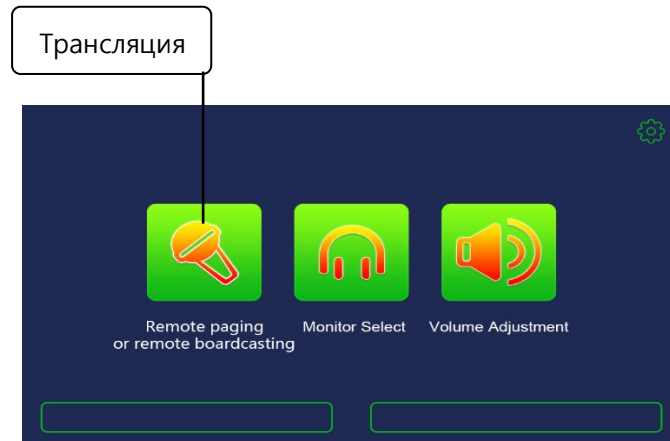 Трансляция
Remote paging
or remote boardcasting
Monitor Select
Volume Adjustment